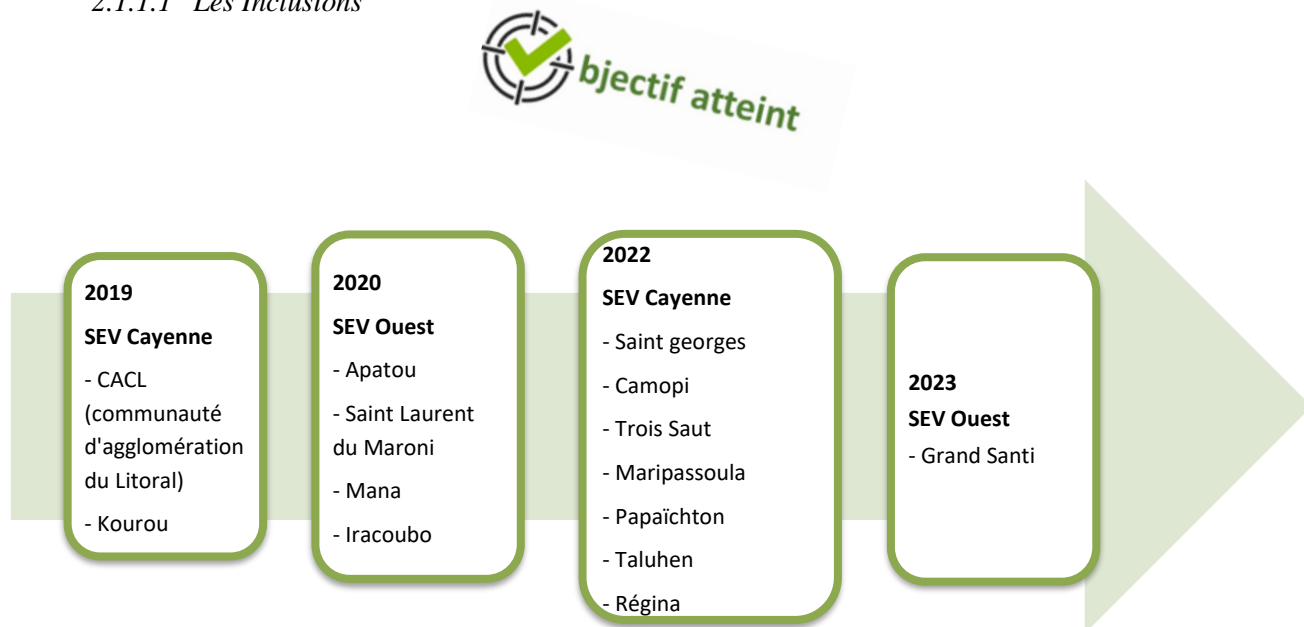 2.1.1.1 Les Inclusions
bjectif atteint
2019
SEV Cayenne
- CACL
(communauté
d'agglomération
du Litoral)
- Kourou
2020
SEV Ouest
- Apatou
- Saint Laurent
du Maroni
- Mana
- Iracoubo
2022
SEV Cayenne
- Saint georges
- Camopi
- Trois Saut
- Maripassoula
- Papaïchton
- Taluhen
- Régina
2023
SEV Ouest
- Grand Santi